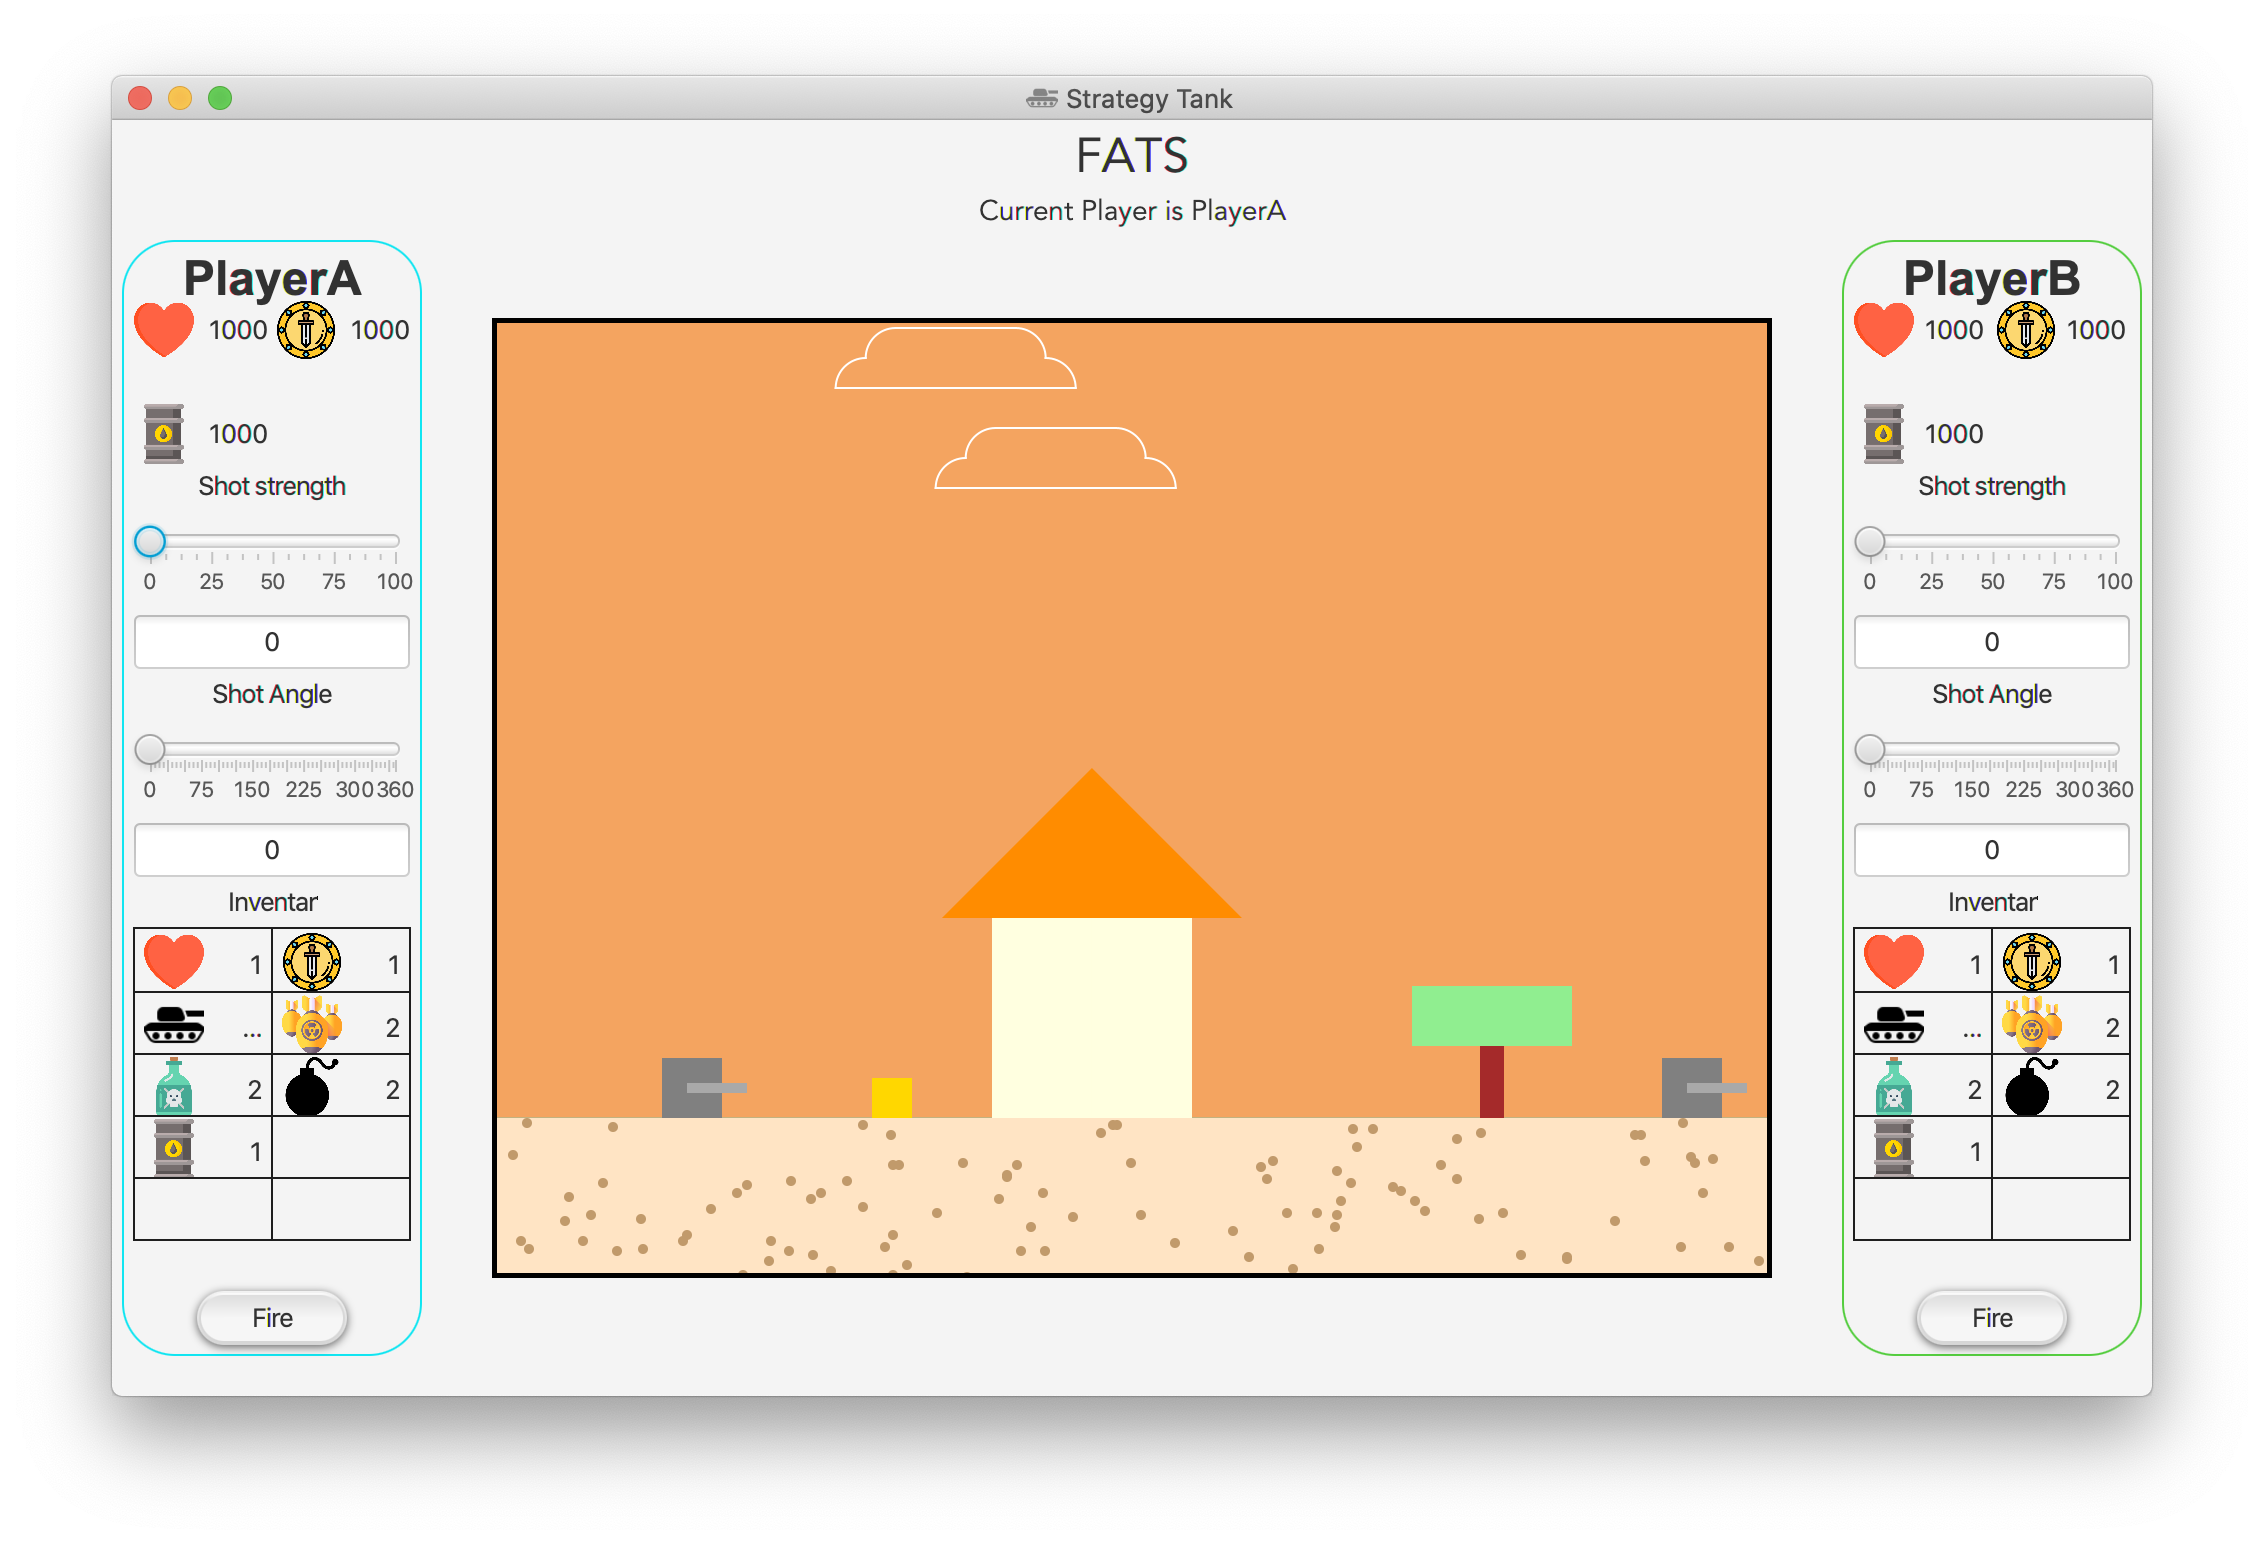 Strategy Tank
FATS
Current Player is PlayerA
PlayerA
1000 1000
1000
Shot strength
0 25 50 75 100
0
Shot Angle
0 75 150 225 300 360
0
Inventar
1 1
... 2
2 2
1
Fire
PlayerB
1000 1000
1000
Shot strength
0 25 50 75 100
0
Shot Angle
0 75 150 225 300 360
0
Inventar
1 1
... 2
2 2
1
Fire